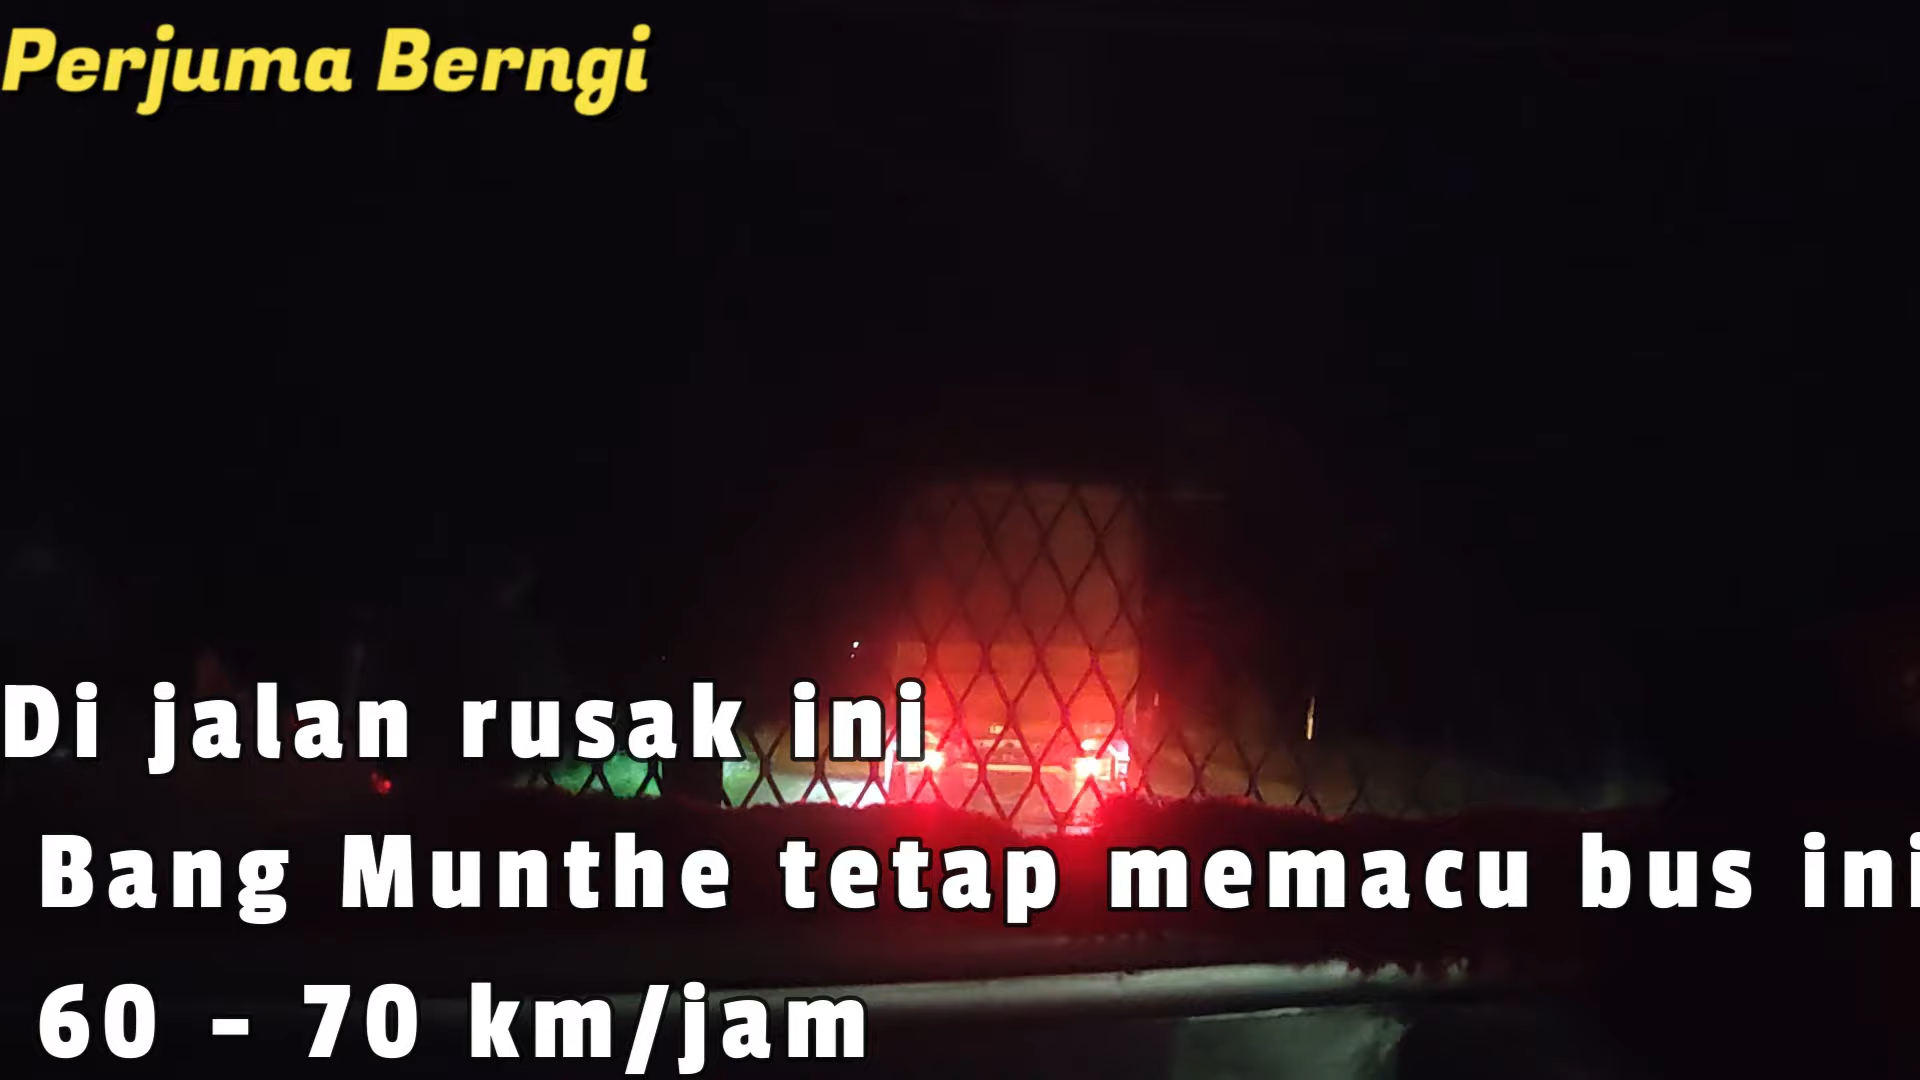 Perjuma Berngi
Di jalan rusak ini
Bang Munthe tetap memacu bus ini
60 - 70 km/jam